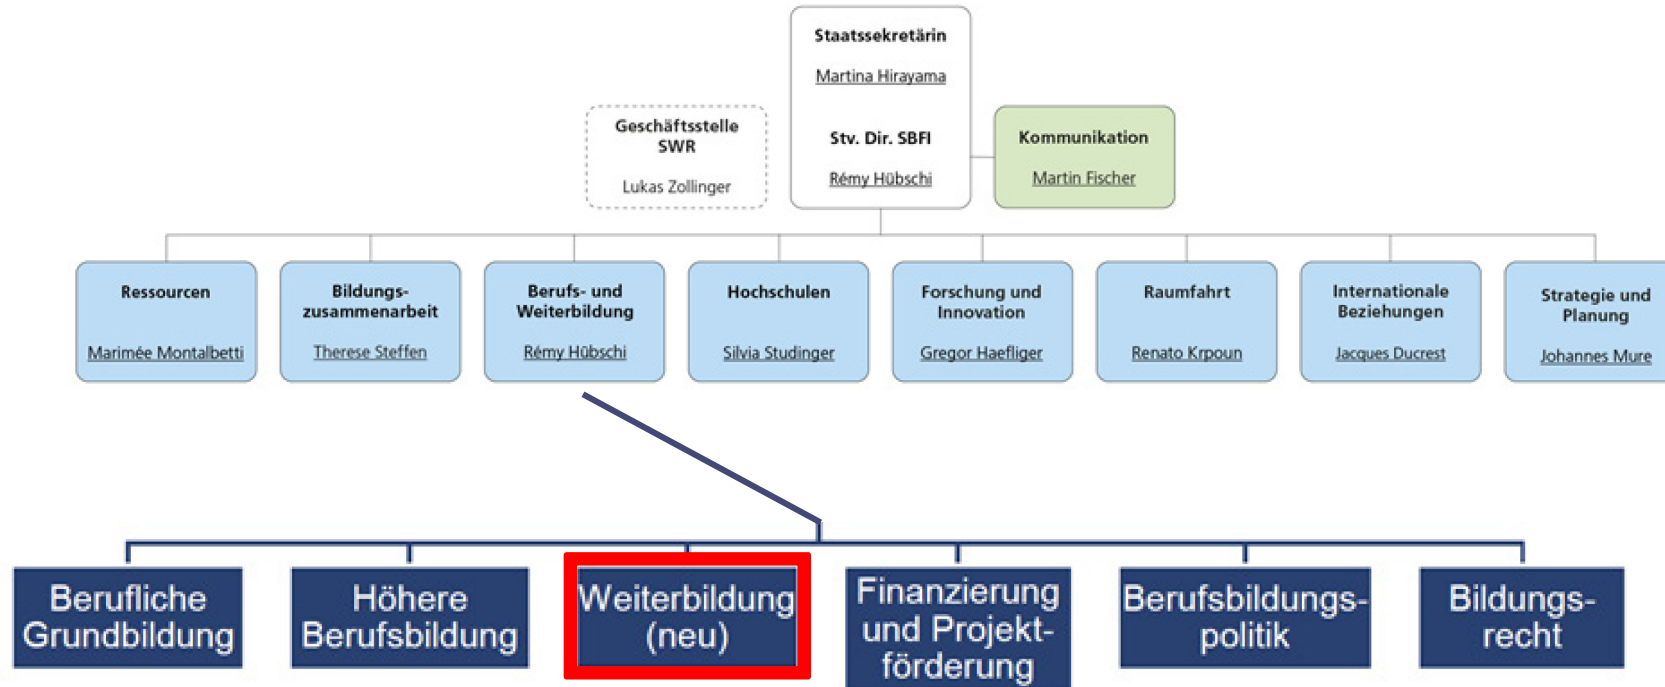 Staatssekretärin
Martina Hirayama
Stv. Dir. SBFI
Rémy Hübschi
Geschäftsstelle
SWR
Lukas Zollinger
Kommunikation
Martin Fischer
Ressourcen
Marimée Montalbetti
Bildungs-
zusammenarbeit
Therese Steffen
Berufs- und
Weiterbildung
Rémy Hübschi
Hochschulen
Silvia Studinger
Forschung und
Innovation
Gregor Haefliger
Raumfahrt
Renato Krpoun
Internationale
Beziehungen
Jacques Ducrest
Strategie und
Planung
Johannes Mure
Berufliche
Grundbildung
Höhere
Berufsbildung
Weiterbildung
(neu)
Finanzierung
und Projekt-
förderung
Berufsbildungs-
politik
Bildungs-
recht